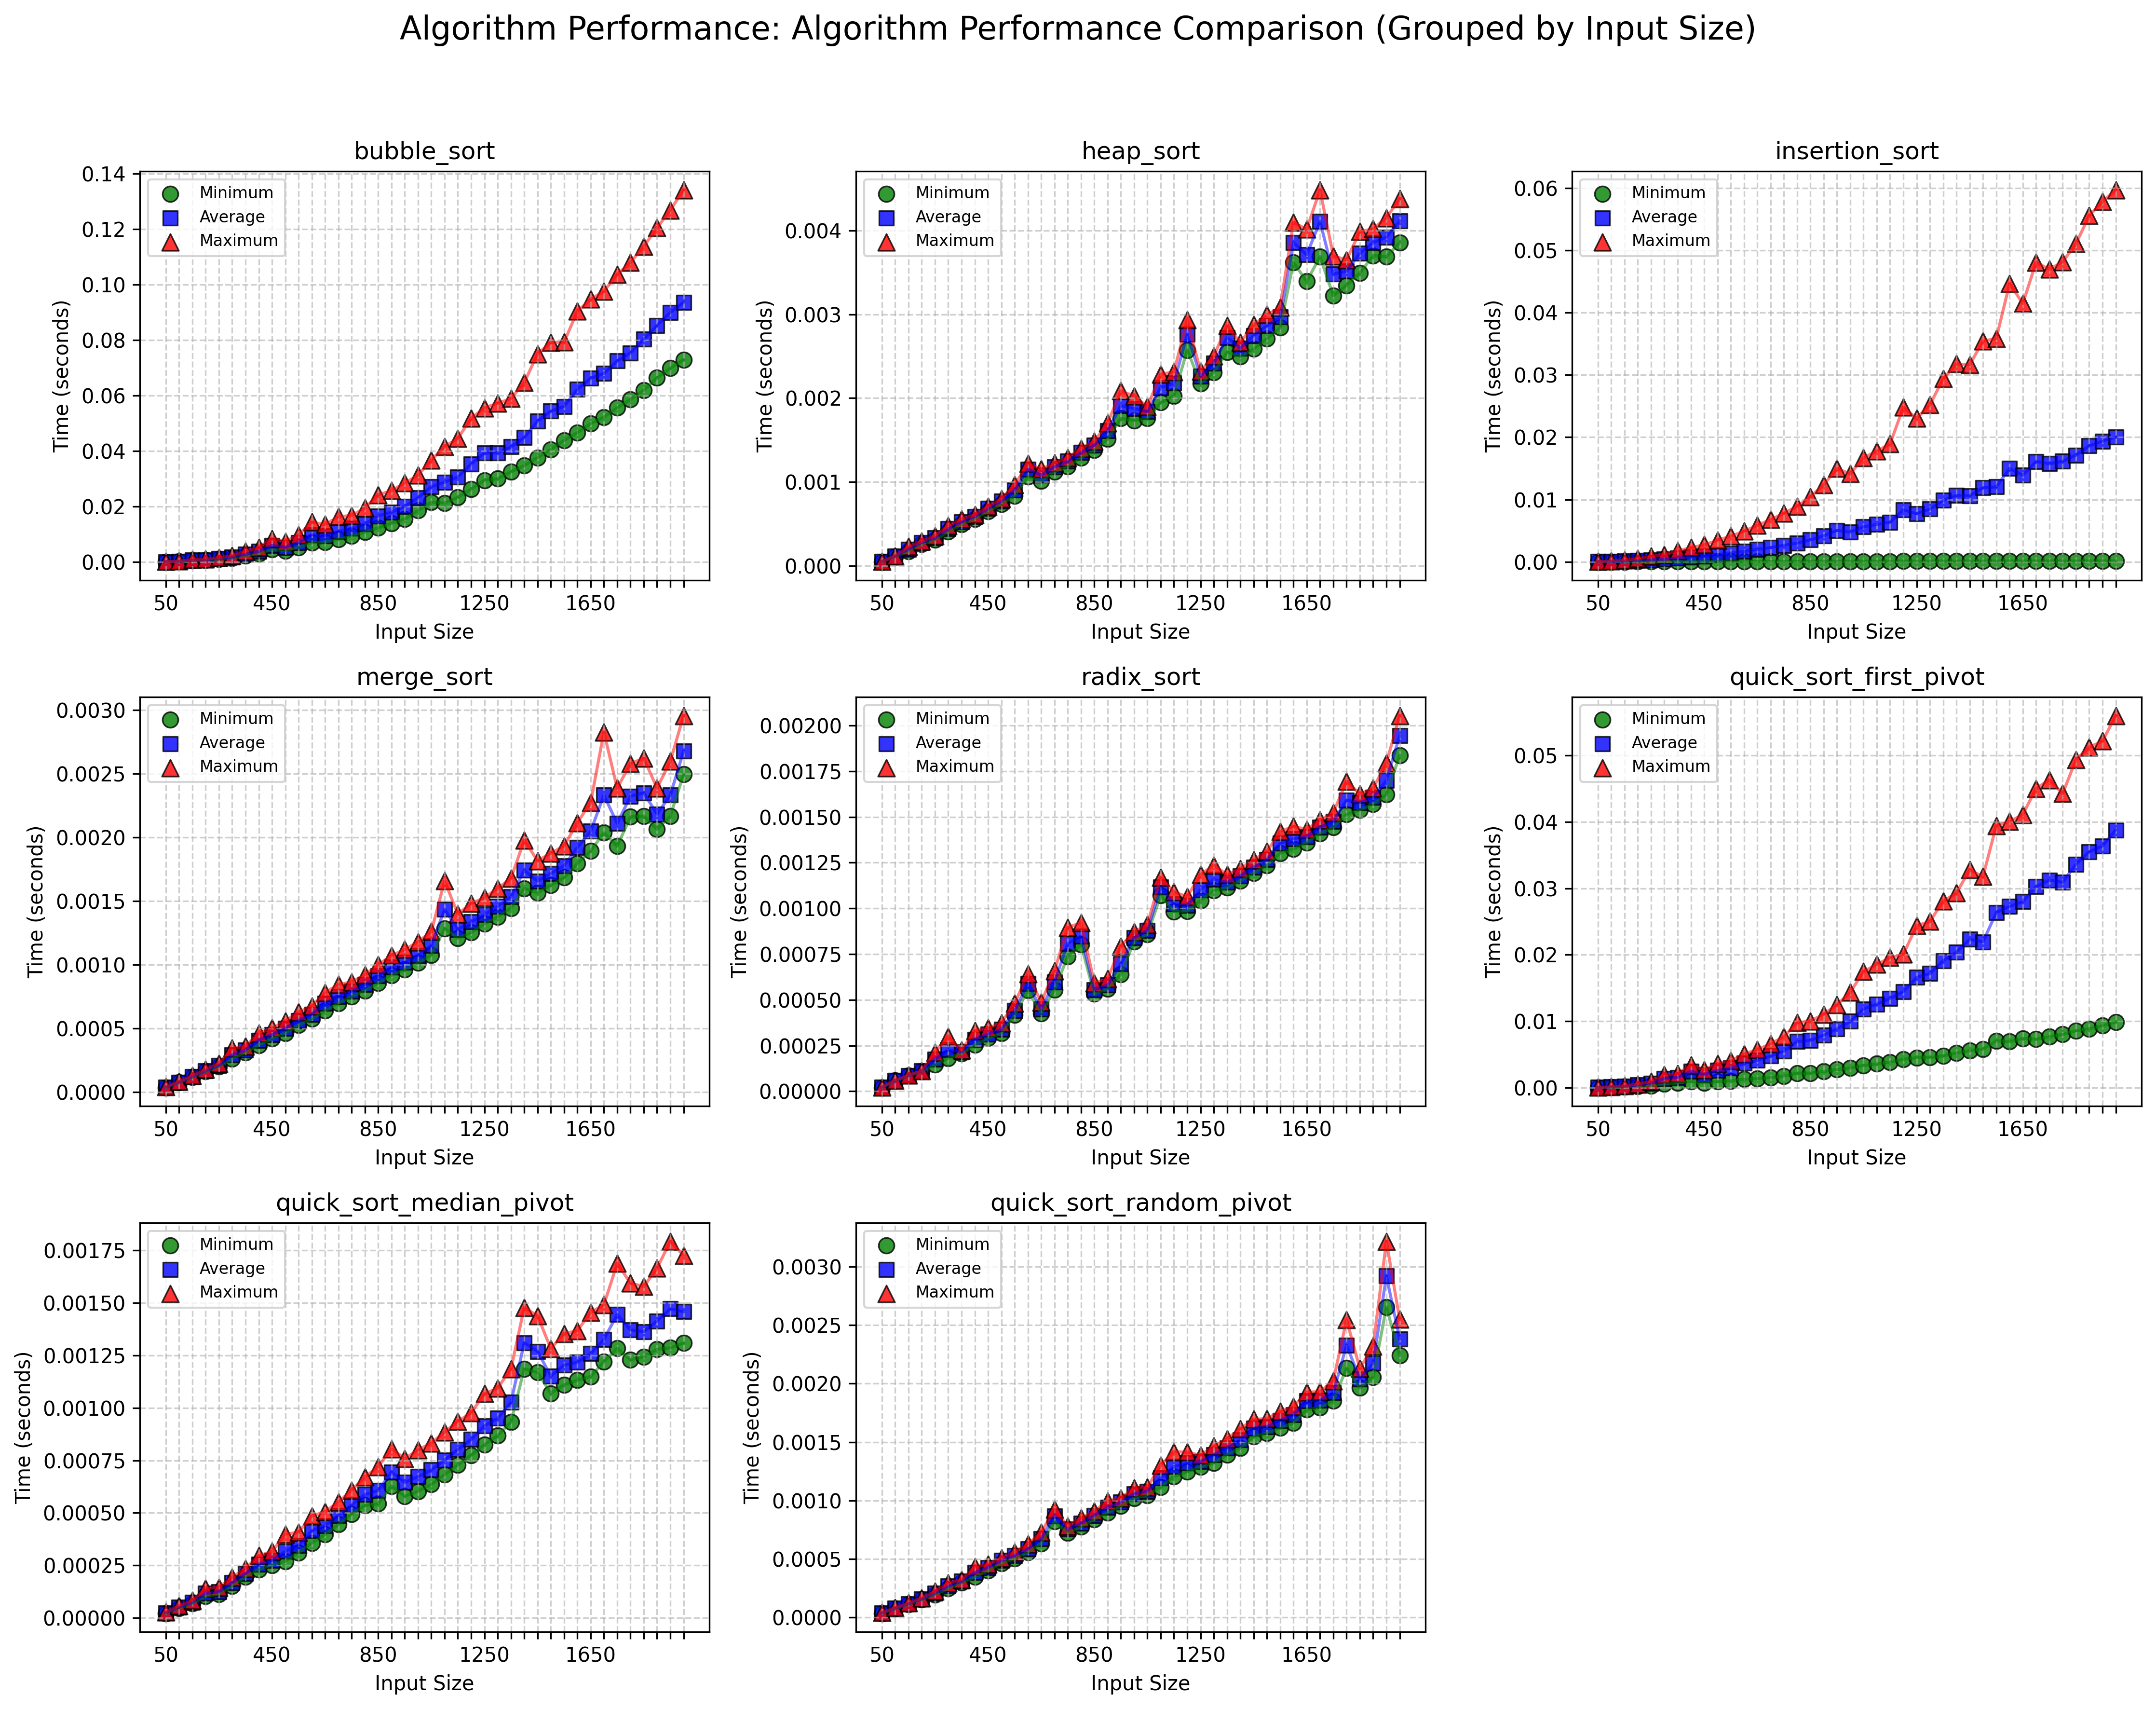 Algorithm Performance: Algorithm Performance Comparison (Grouped by Input Size)
bubble_sort
Minimum
Average
Maximum
0.14
0.12
0.10
0.08
0.06
0.04
0.02
0.00
Time (seconds)
50 450 850 1250 1650
Input Size
heap_sort
Minimum
Average
Maximum
0.004
0.003
0.002
0.001
0.000
Time (seconds)
50 450 850 1250 1650
Input Size
insertion_sort
Minimum
Average
Maximum
0.06
0.05
0.04
0.03
0.02
0.01
0.00
Time (seconds)
50 450 850 1250 1650
Input Size
merge_sort
Minimum
Average
Maximum
0.0030
0.0025
0.0020
0.0015
0.0010
0.0005
0.0000
Time (seconds)
50 450 850 1250 1650
Input Size
radix_sort
Minimum
Average
Maximum
0.00200
0.00175
0.00150
0.00125
0.00100
0.00075
0.00050
0.00025
0.00000
Time (seconds)
50 450 850 1250 1650
Input Size
quick_sort_first_pivot
Minimum
Average
Maximum
0.05
0.04
0.03
0.02
0.01
0.00
Time (seconds)
50 450 850 1250 1650
Input Size
quick_sort_median_pivot
Minimum
Average
Maximum
0.00175
0.00150
0.00125
0.00100
0.00075
0.00050
0.00025
0.00000
Time (seconds)
50 450 850 1250 1650
Input Size
quick_sort_random_pivot
Minimum
Average
Maximum
0.0030
0.0025
0.0020
0.0015
0.0010
0.0005
0.0000
Time (seconds)
50 450 850 1250 1650
Input Size